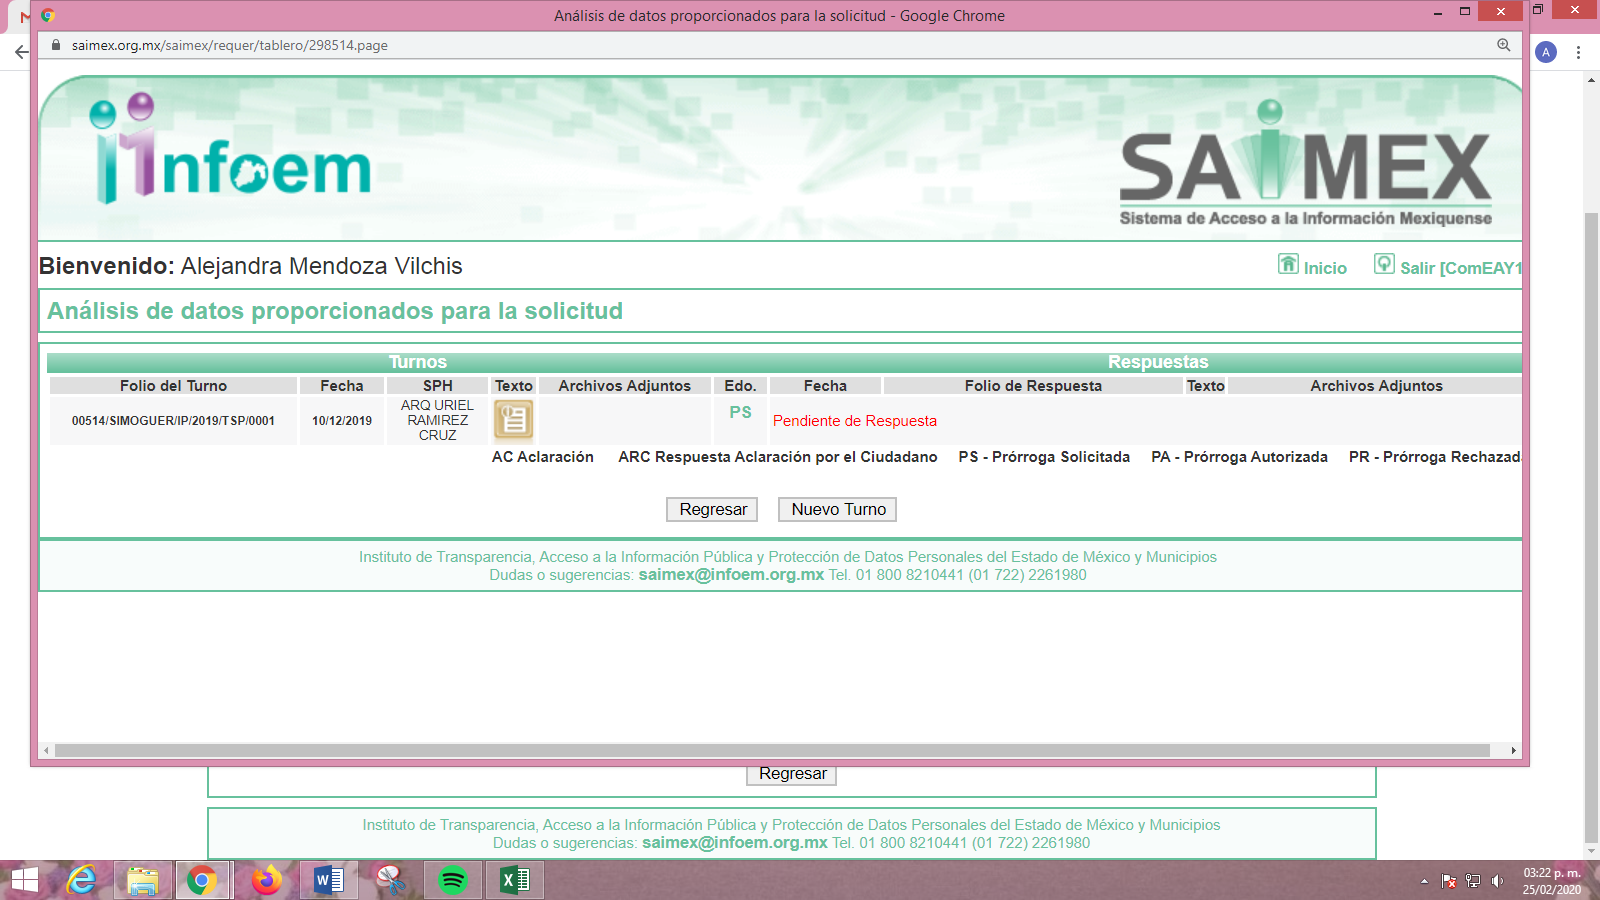 Análisis de datos proporcionados para la solicitud - Google Chrome
saimex.org.mx/saimex/requer/tablero/298514.page
A
infoem
SAIMEX
Sistema de Acceso a la Información Mexiquense
Bienvenido: Alejandra Mendoza Vilchis
Inicio Salir [ComEAY1
Análisis de datos proporcionados para la solicitud
Turnos Respuestas
Folio del Turno Fecha SPH Texto Archivos Adjuntos Edo. Fecha Folio de Respuesta Texto Archivos Adjuntos
00514/SIMOGUER/IP/2019/TSP/0001 10/12/2019 ARQ URIEL RAMIREZ CRUZ PS Pendiente de Respuesta
AC Aclaración ARC Respuesta Aclaración por el Ciudadano PS - Prórroga Solicitada PA - Prórroga Autorizada PR - Prórroga Rechazada
Regresar Nuevo Turno
Instituto de Transparencia, Acceso a la Información Pública y Protección de Datos Personales del Estado de México y Municipios
Dudas o sugerencias: saimex@infoem.org.mx Tel. 01 800 8210441 (01 722) 2261980
Regresar
Instituto de Transparencia, Acceso a la Información Pública y Protección de Datos Personales del Estado de México y Municipios
Dudas o sugerencias: saimex@infoem.org.mx Tel. 01 800 8210441 (01 722) 2261980
03:22 p. m.
25/02/2020